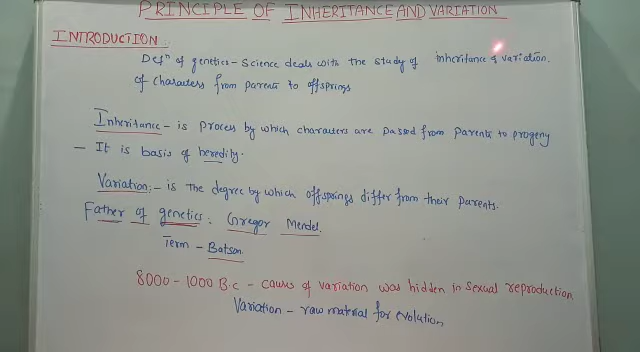 PRINCIPLE OF INHERITANCE AND VARIATION
INTRODUCTION:
Defn of genetics - Science deals with the study of inheritance & variation.
of characters from parents to offsprings
Inheritance - is process by which characters are passed from parents to progeny
- It is basis of heredity.
Variation:- is the degree by which offsprings differ from their parents.
Father of genetics: Gregor Mendel.
Term - Batson
8000 - 1000 B.c - causes of variation was hidden in sexual reproduction
Variation - raw material for evolution,